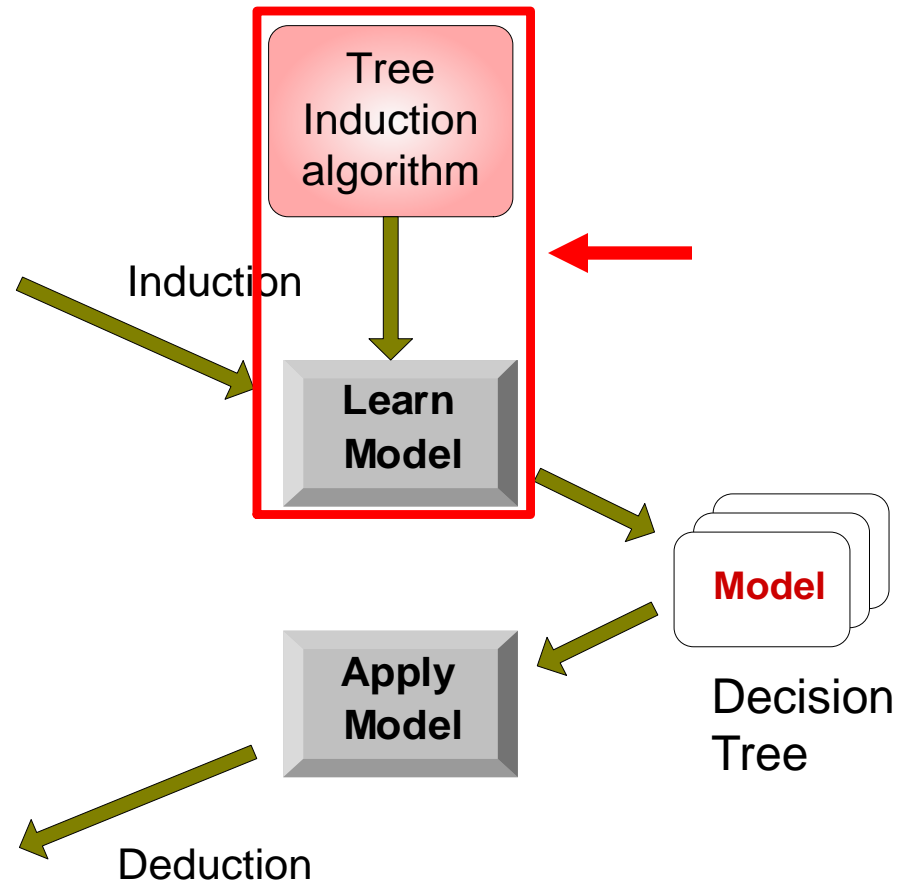 Tree
Induction
algorithm
Induction
Learn
Model
Model
Apply
Model
Decision
Tree
Deduction